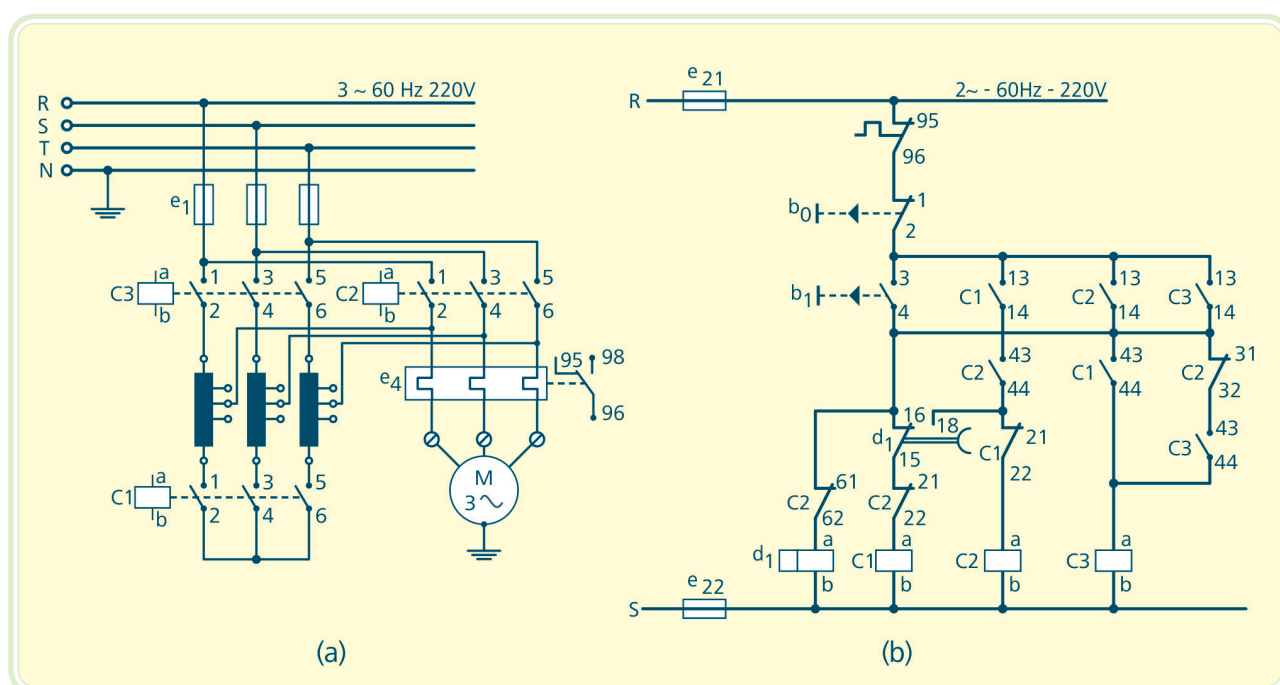 3 ~ 60 Hz 220V
R
S
T
N
e1
C3 a b 1 3 5
2 4 6
C2 a b 1 3 5
2 4 6
e4
95 98
96
M
3
C1 a b 1 3 5
2 4 6
(a)
e 21
R
2~ - 60Hz - 220V
95
96
b0 1
2
b1 3
4
C1 13
14
C2 13
14
C3 13
14
C2 43
44
C1 43
44
C2 31
32
C3 43
44
d1 16 18
15
C1 21
22
C2 61
62
C2 21
22
d1 a
b
C1 a
b
C2 a
b
C3 a
b
e 22
S
(b)